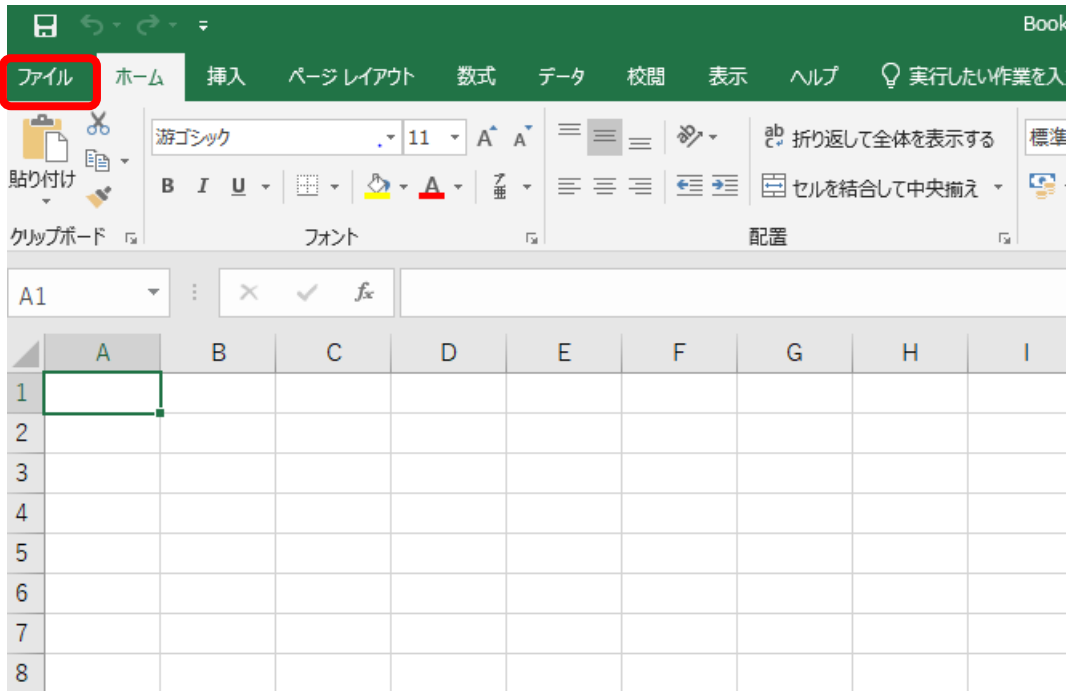 Book
ファイル ホーム 挿入 ページ レイアウト 数式 データ 校閲 表示 ヘルプ 実行したい作業を入
游ゴシック 11 A A ab 折り返して全体を表示する 標準
貼り付け B I U A ア亜 セルを結合して中央揃え
クリップボード フォント 配置
A1 fx
A B C D E F G H I
1
2
3
4
5
6
7
8